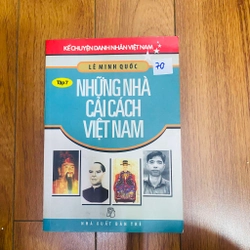 KỂ CHUYỆN DANH NHÂN VIỆT NAM
LÊ MINH QUỐC
70
TẬP 7
NHỮNG NHÀ
CẢI CÁCH
VIỆT NAM
NHÀ XUẤT BẢN TRẺ